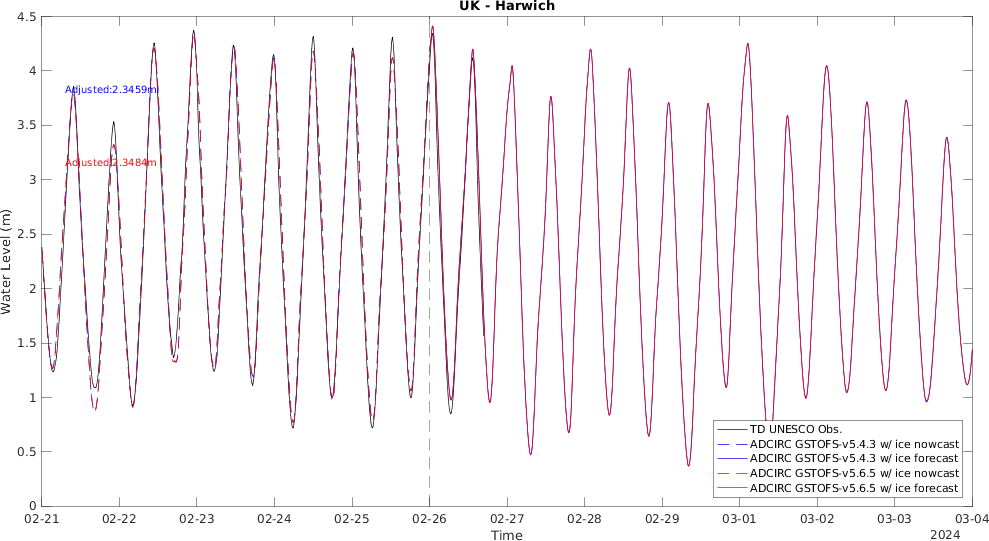 UK - Harwich
4.5
4
3.5
3
2.5
2
1.5
1
0.5
0
Water Level (m)
Adjusted:2.3459m
Adjusted:2.3484m
TD UNESCO Obs.
ADCIRC GSTOFS-v5.4.3 w/ ice nowcast
ADCIRC GSTOFS-v5.4.3 w/ ice forecast
ADCIRC GSTOFS-v5.6.5 w/ ice nowcast
ADCIRC GSTOFS-v5.6.5 w/ ice forecast
02-21 02-22 02-23 02-24 02-25 02-26 02-27 02-28 02-29 03-01 03-02 03-03 03-04
Time
2024